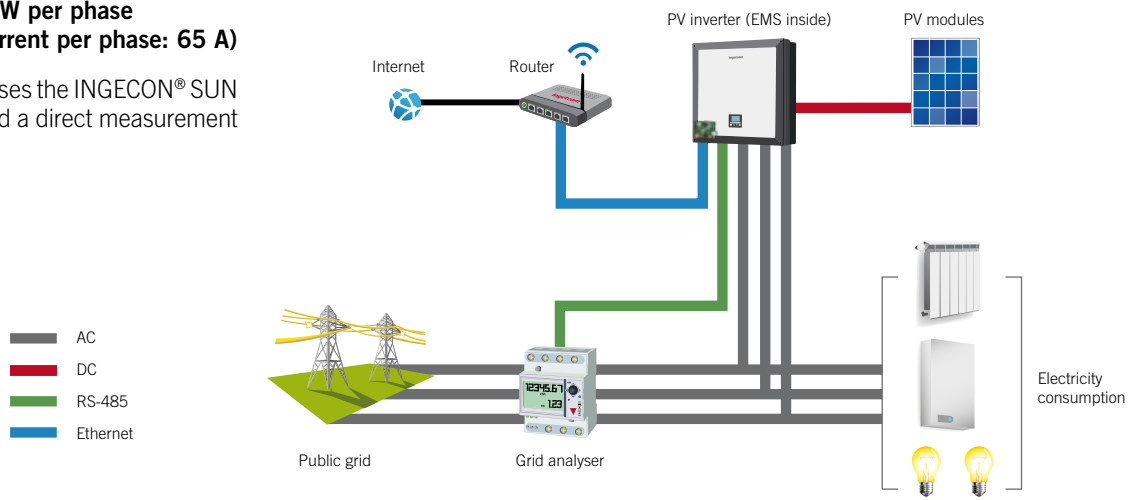 W per phase
rrent per phase: 65 A)
ses the INGECON® SUN
d a direct measurement
PV inverter (EMS inside)
PV modules
Internet
Router
AC
DC
RS-485
Ethernet
12345.67
123
Public grid
Grid analyser
Electricity
consumption